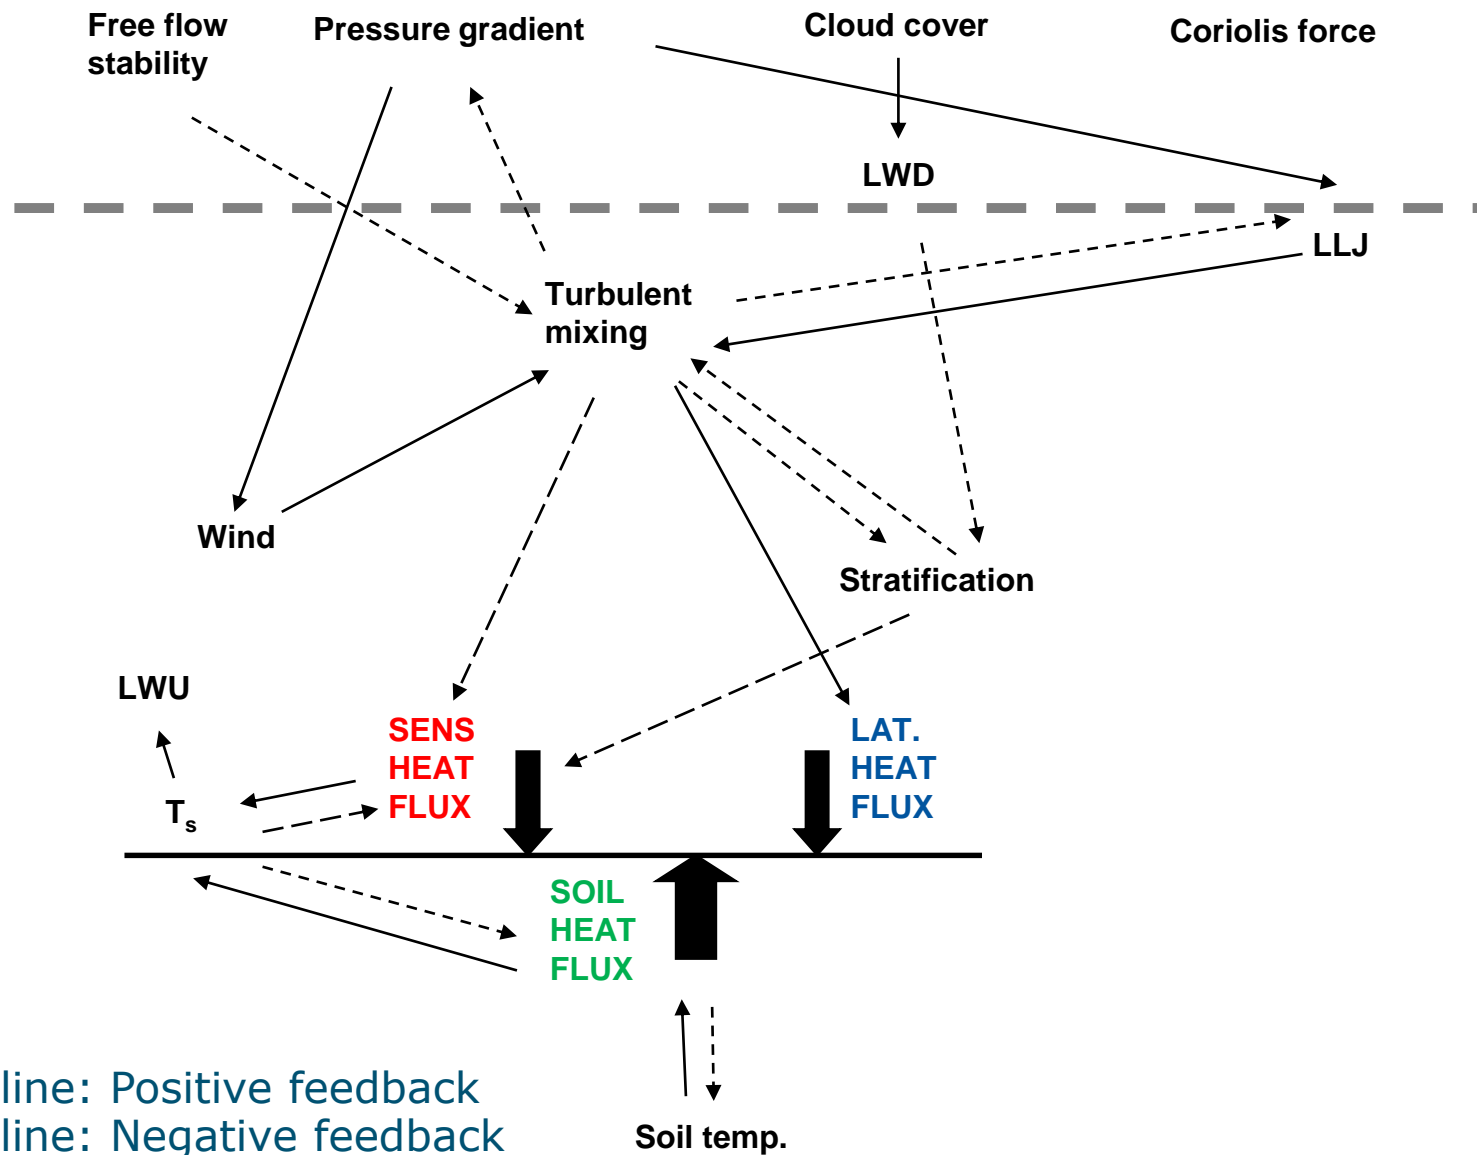 Free flow
stability
Pressure gradient
Cloud cover
Coriolis force
LWD
LLJ
Turbulent
mixing
Wind
Stratification
LWU
SENS
HEAT
FLUX
LAT.
HEAT
FLUX
Ts
SOIL
HEAT
FLUX
line: Positive feedback
line: Negative feedback
Soil temp.